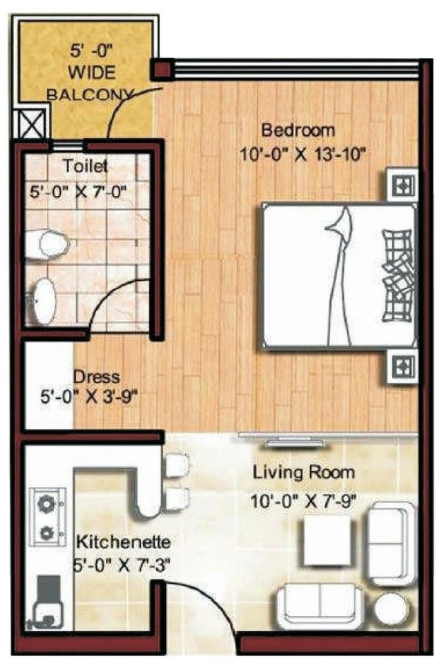 5' -0"
WIDE
BALCONY
Bedroom
10'-0" X 13'-10"
Toilet
5'-0" X 7'-0"
Dress
5'-0" X 3'-9"
Living Room
10'-0" X 7'-9"
Kitchenette
5'-0" X 7'-3"